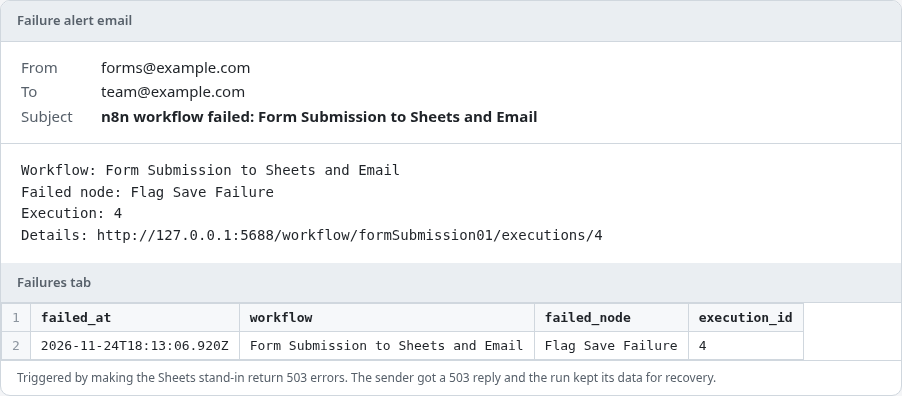 Failure alert email
From forms@example.com
To team@example.com
Subject n8n workflow failed: Form Submission to Sheets and Email
Workflow: Form Submission to Sheets and Email
Failed node: Flag Save Failure
Execution: 4
Details: http://127.0.0.1:5688/workflow/formSubmission01/executions/4
Failures tab
1 failed_at workflow failed_node execution_id
2 2026-11-24T18:13:06.920Z Form Submission to Sheets and Email Flag Save Failure 4
Triggered by making the Sheets stand-in return 503 errors. The sender got a 503 reply and the run kept its data for recovery.